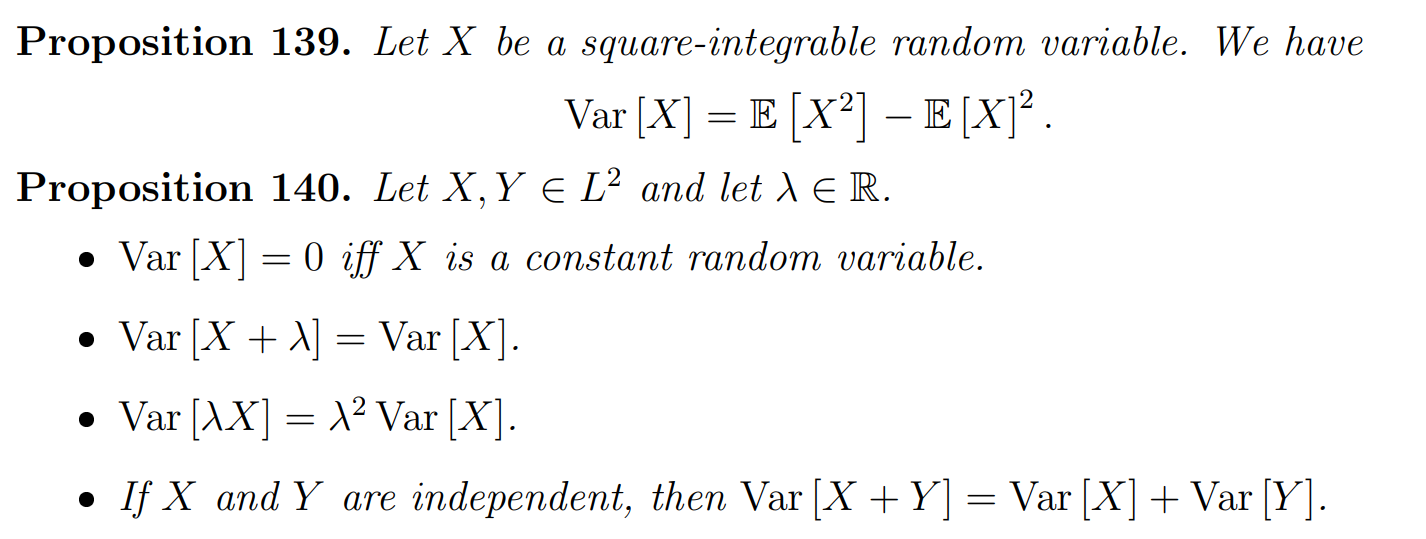 Proposition 139. Let X be a square-integrable random variable. We have
Var [X] = 𝔼 [X²] − 𝔼 [X]².
Proposition 140. Let X, Y ∈ L² and let λ ∈ ℝ.
• Var [X] = 0 iff X is a constant random variable.
• Var [X + λ] = Var [X].
• Var [λX] = λ² Var [X].
• If X and Y are independent, then Var [X + Y] = Var [X] + Var [Y].